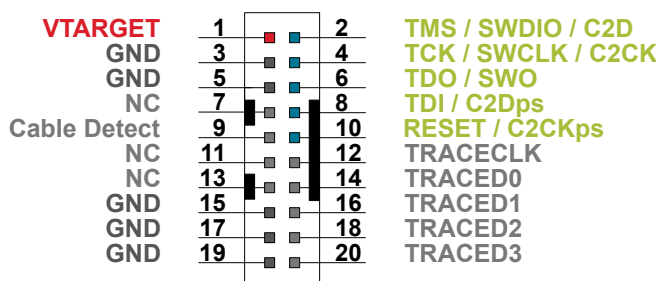 VTARGET 1 2 TMS / SWDIO / C2D
GND 3 4 TCK / SWCLK / C2CK
GND 5 6 TDO / SWO
NC 7 8 TDI / C2Dps
Cable Detect 9 10 RESET / C2CKps
NC 11 12 TRACECLK
NC 13 14 TRACED0
GND 15 16 TRACED1
GND 17 18 TRACED2
GND 19 20 TRACED3